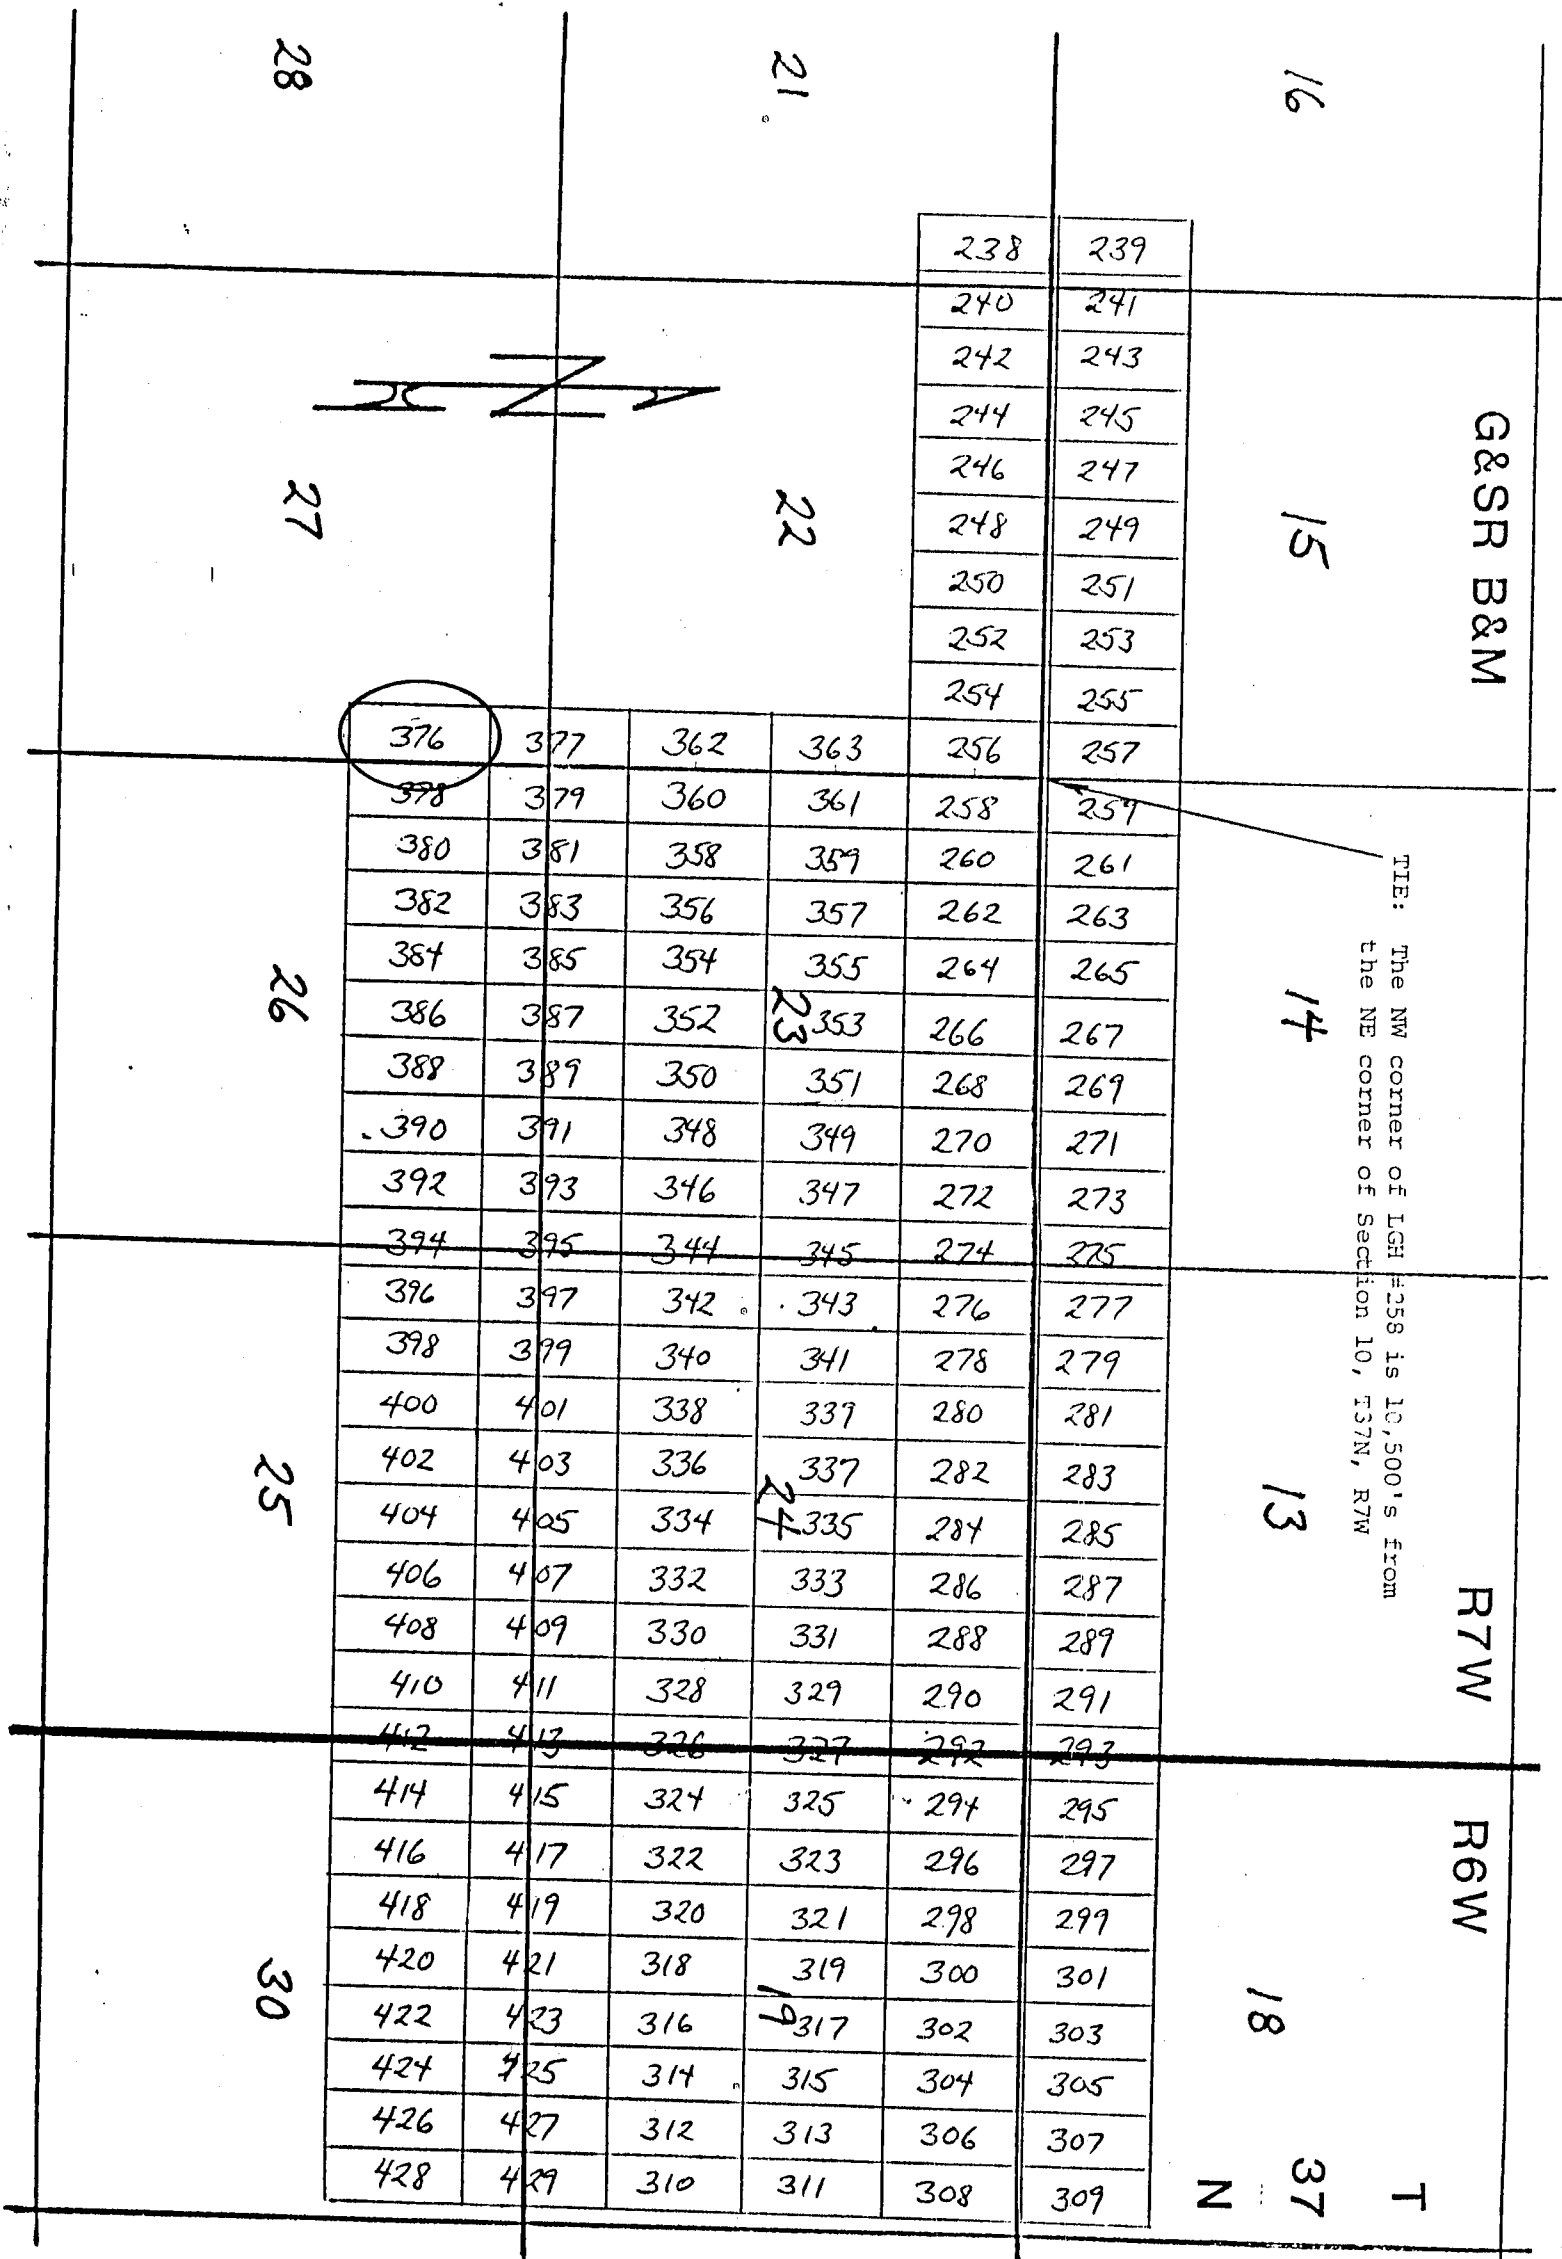 G&SR B&M R7W R6W
T
37
N
TIE: The NW corner of LGH #258 is 10,500's from
the NE corner of Section 10, T37N, R7W
16 15 14 13 18
21 22 23 24 19
28 27 26 25 30
238 239
240 241
242 243
244 245
246 247
248 249
250 251
252 253
254 255
376 377 362 363 256 257
378 379 360 361 258 259
380 381 358 359 260 261
382 383 356 357 262 263
384 385 354 355 264 265
386 387 352 353 266 267
388 389 350 351 268 269
390 391 348 349 270 271
392 393 346 347 272 273
394 395 344 345 274 275
396 397 342 343 276 277
398 399 340 341 278 279
400 401 338 339 280 281
402 403 336 337 282 283
404 405 334 335 284 285
406 407 332 333 286 287
408 409 330 331 288 289
410 411 328 329 290 291
412 413 326 327 292 293
414 415 324 325 294 295
416 417 322 323 296 297
418 419 320 321 298 299
420 421 318 319 300 301
422 423 316 317 302 303
424 425 314 315 304 305
426 427 312 313 306 307
428 429 310 311 308 309
N